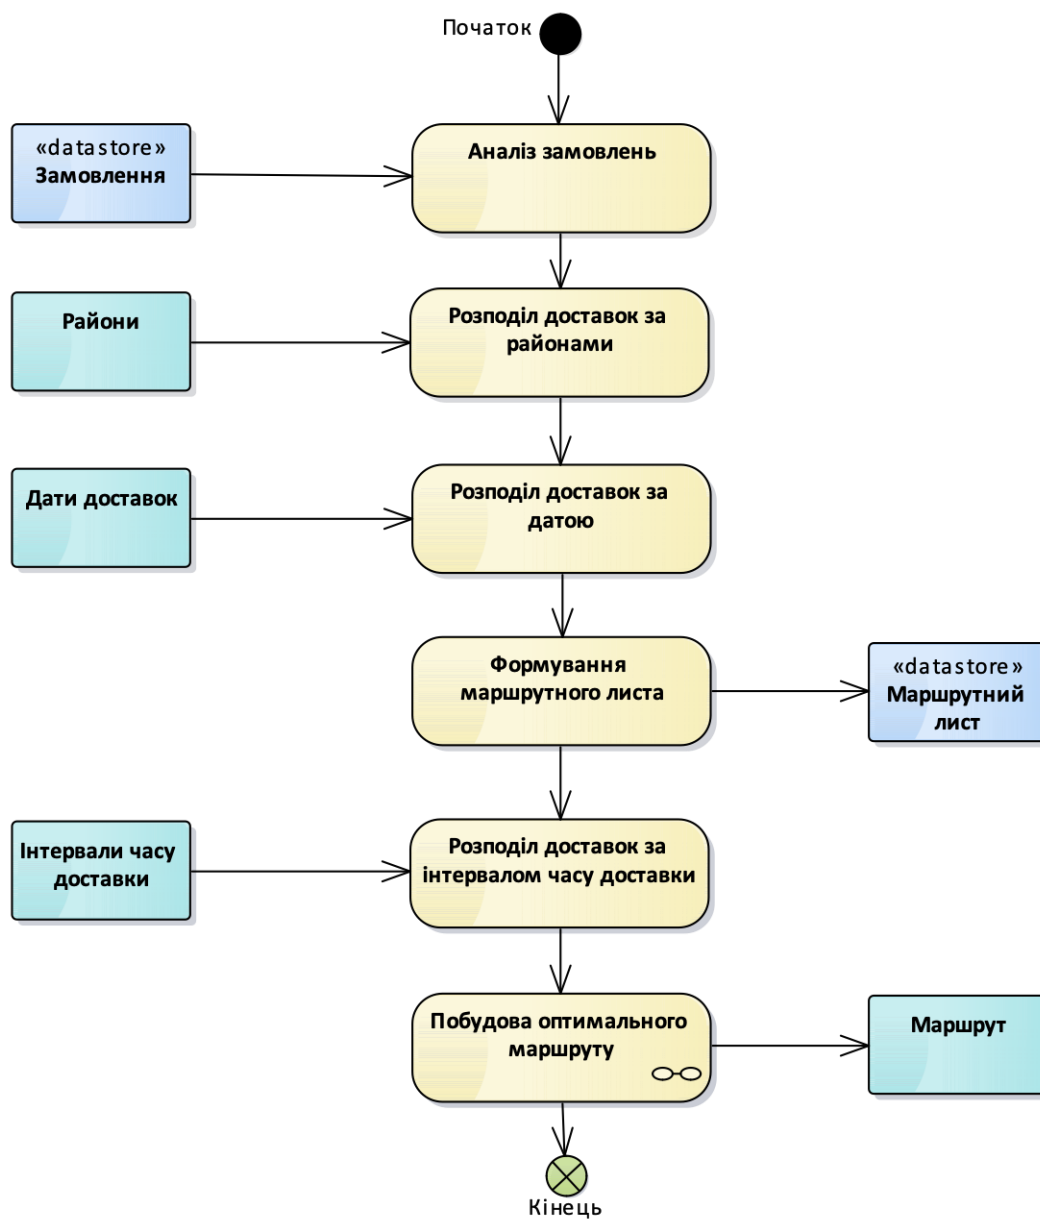 Початок
«datastore»
Замовлення
Аналіз замовлень
Райони
Розподіл доставок за
районами
Дати доставок
Розподіл доставок за
датою
Формування
маршрутного листа
«datastore»
Маршрутний
лист
Інтервали часу
доставки
Розподіл доставок за
інтервалом часу доставки
Побудова оптимального
маршруту
Маршрут
Кінець